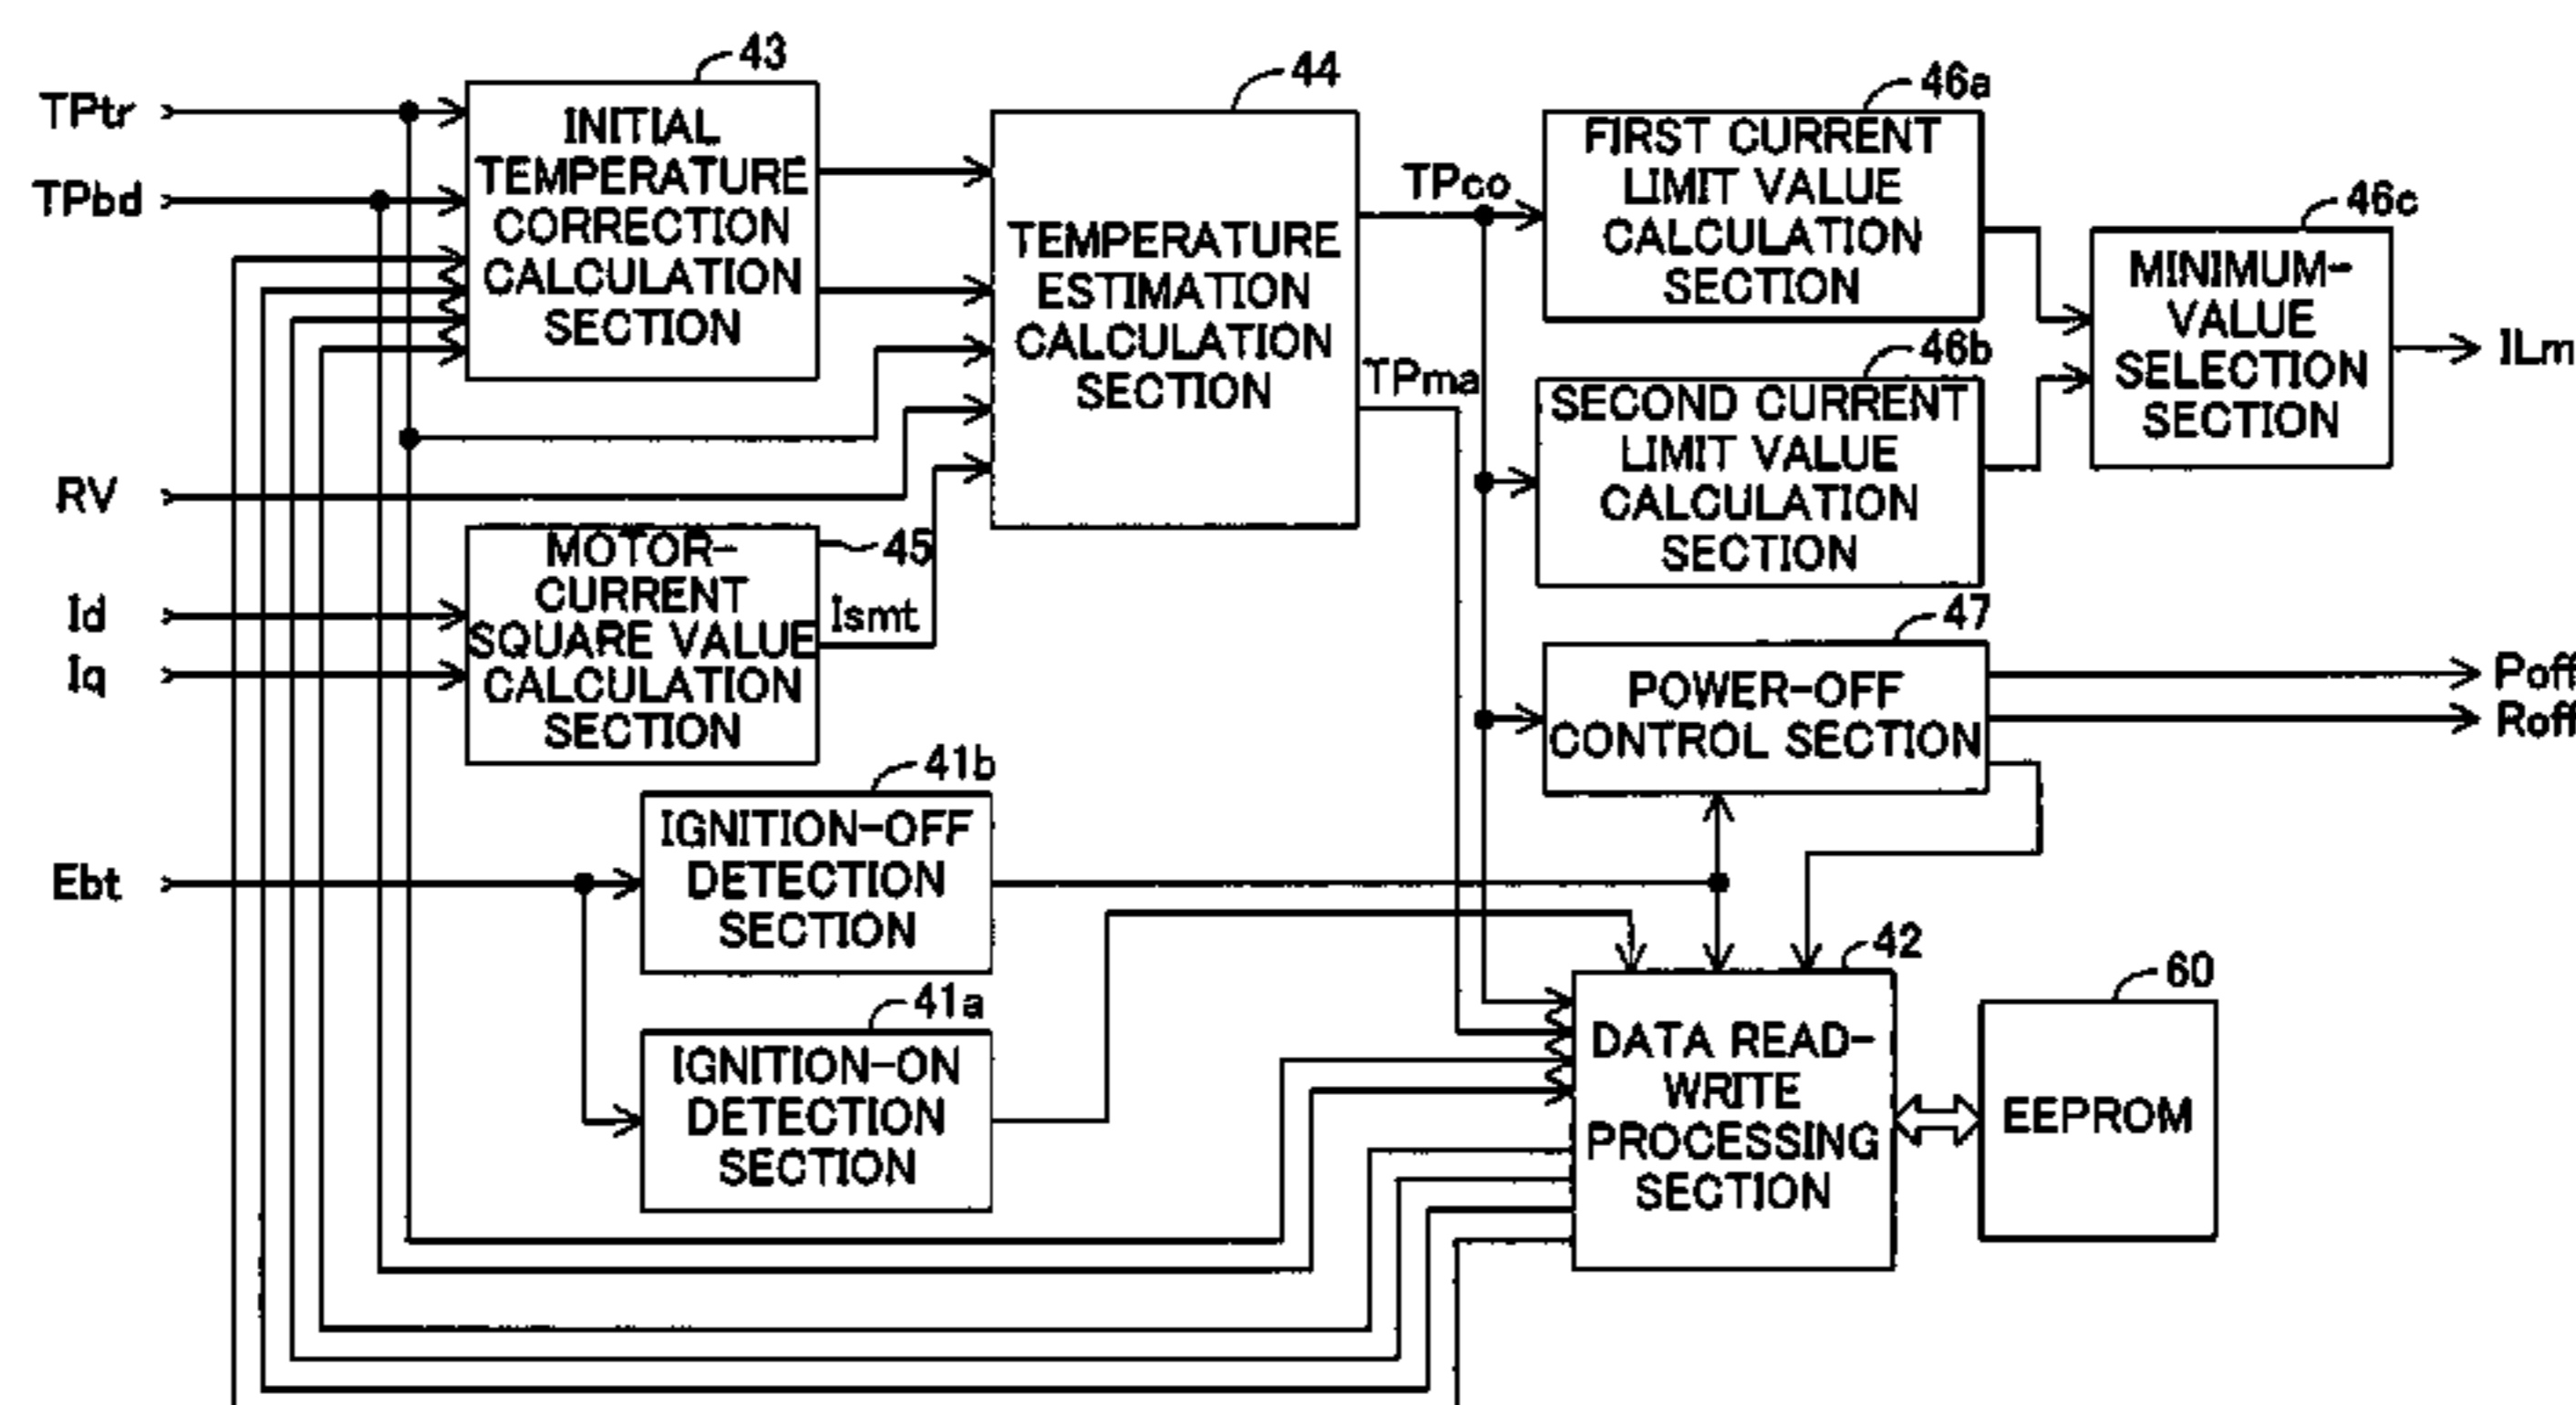 43
44
46a
TPtr
INITIAL
TEMPERATURE
CORRECTION
CALCULATION
SECTION
TPbd
TEMPERATURE
ESTIMATION
CALCULATION
SECTION
TPco
TPma
FIRST CURRENT
LIMIT VALUE
CALCULATION
SECTION
46c
MINIMUM-
VALUE
SELECTION
SECTION
ILm
46b
SECOND CURRENT
LIMIT VALUE
CALCULATION
SECTION
RV
45
MOTOR-
CURRENT
SQUARE VALUE
CALCULATION
SECTION
Id
Iq
Ismt
47
POWER-OFF
CONTROL SECTION
Poff
Roff
41b
IGNITION-OFF
DETECTION
SECTION
Ebt
41a
IGNITION-ON
DETECTION
SECTION
42
DATA READ-
WRITE
PROCESSING
SECTION
60
EEPROM